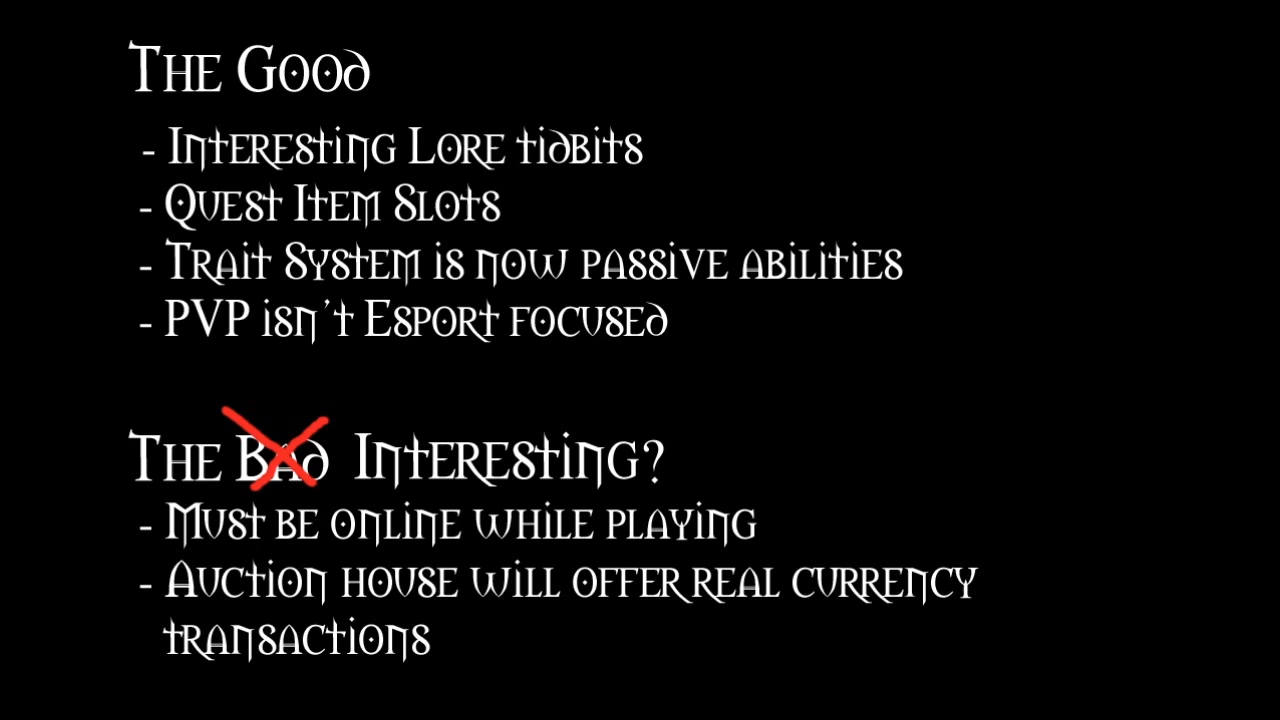 The Good
- Interesting Lore tidbits
- Quest Item Slots
- Trait System is now passive abilities
- PVP isn't Esport focused
The Bad Interesting?
- Must be online while playing
- Auction house will offer real currency
transactions